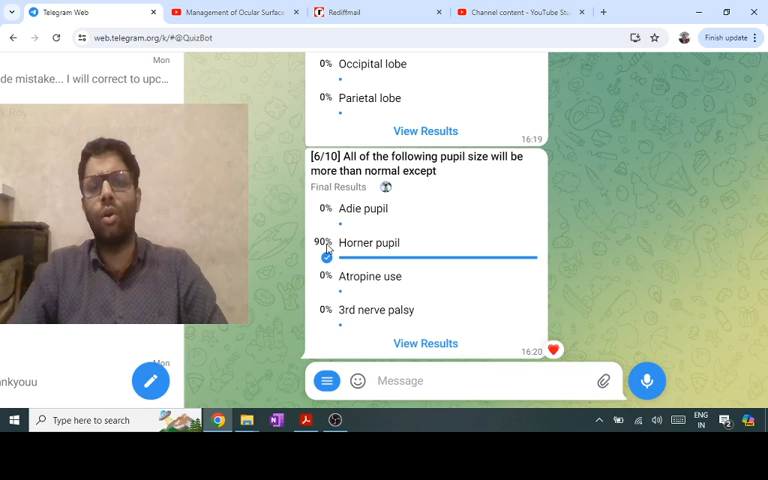 Telegram Web
Management of Ocular Surface
Rediffmail
Channel content - YouTube Stu
web.telegram.org/k/#@QuizBot
Finish update
Mon
de mistake... I will correct to upc...
0% Occipital lobe
0% Parietal lobe
View Results
16:19
[6/10] All of the following pupil size will be
more than normal except
Final Results
0% Adie pupil
90% Horner pupil
0% Atropine use
0% 3rd nerve palsy
View Results
16:20
Mon
nkyouu
Message
Type here to search
ENG
IN
2